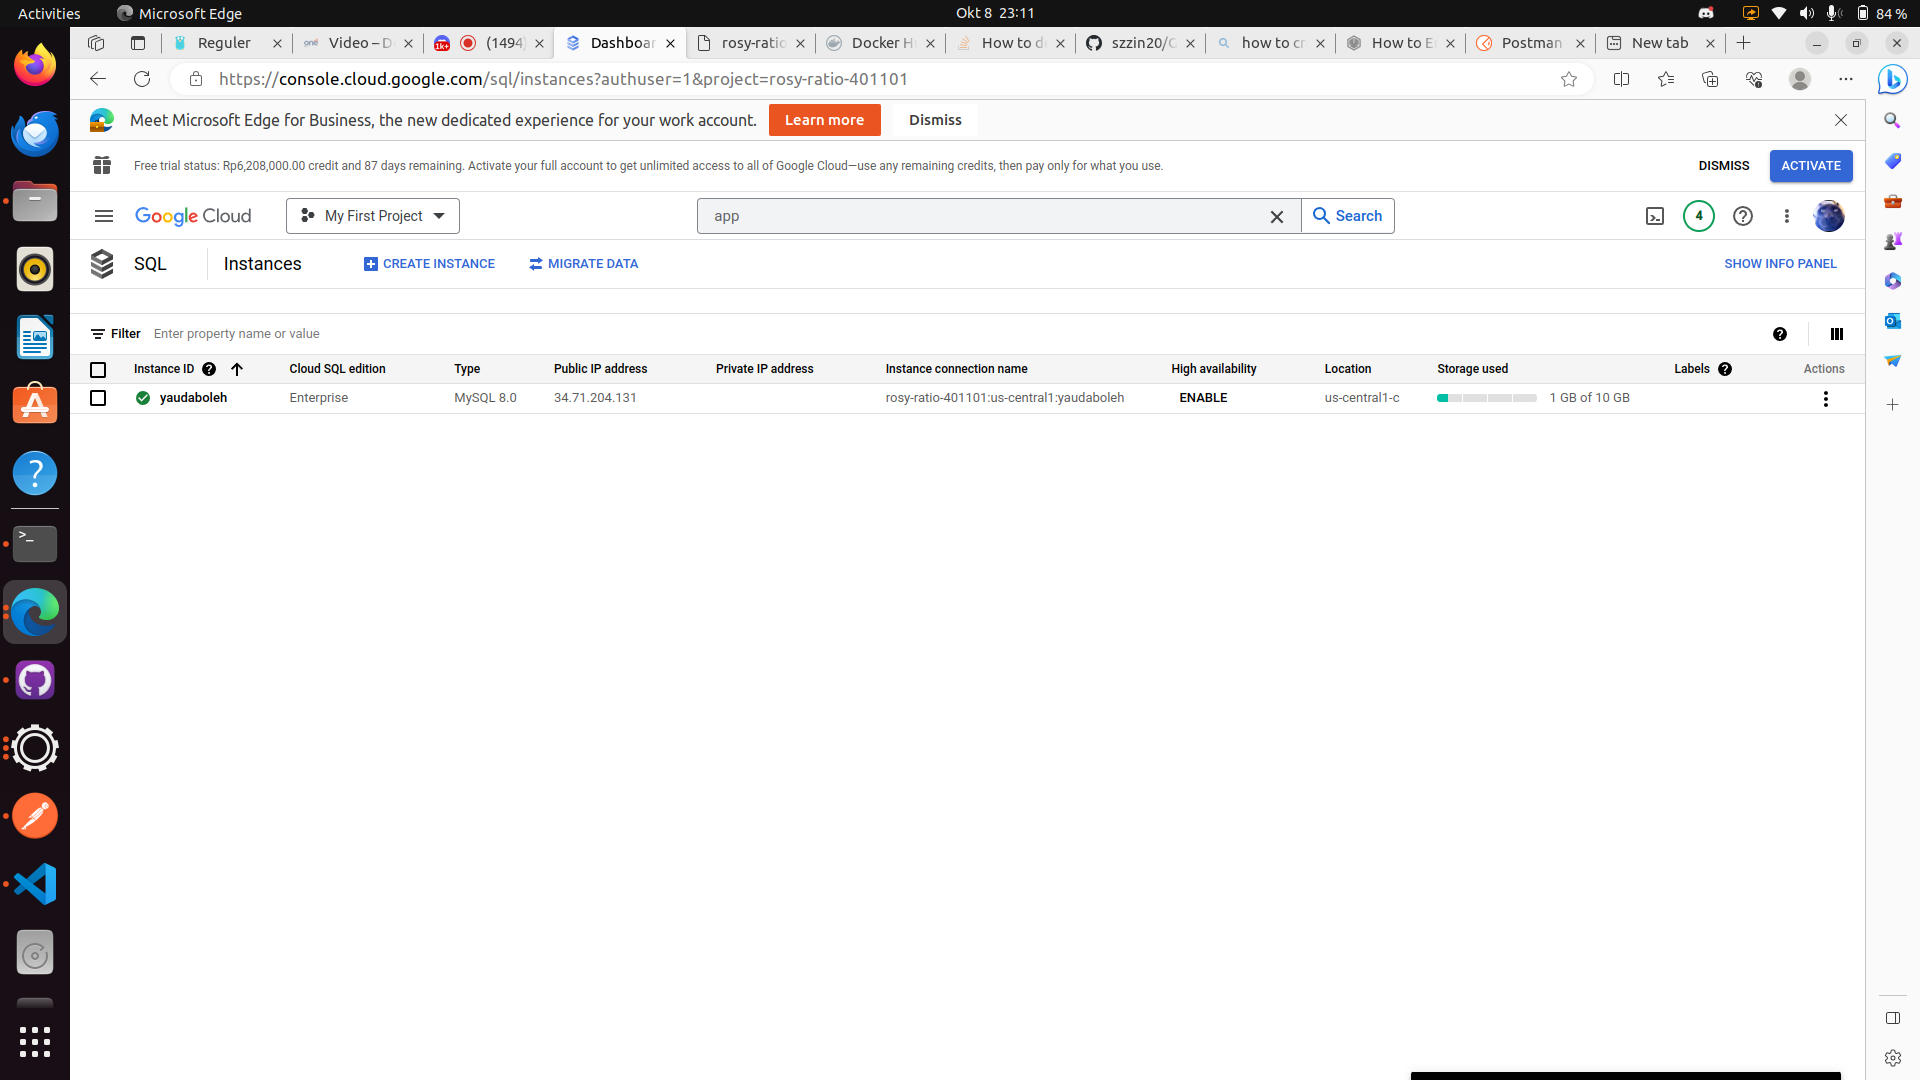 Activities
Microsoft Edge
Okt 8 23:11
84 %
Reguler
Video – D
1k+
(1494)
Dashboar
rosy-ratio
Docker H
How to d
szzin20/C
how to cr
How to E
Postman
New tab
https://console.cloud.google.com/sql/instances?authuser=1&project=rosy-ratio-401101
Meet Microsoft Edge for Business, the new dedicated experience for your work account.
Learn more
Dismiss
Free trial status: Rp6,208,000.00 credit and 87 days remaining. Activate your full account to get unlimited access to all of Google Cloud—use any remaining credits, then pay only for what you use.
DISMISS
ACTIVATE
Google Cloud
My First Project
app
Search
4
SQL
Instances
CREATE INSTANCE
MIGRATE DATA
SHOW INFO PANEL
Filter
Enter property name or value
Instance ID
Cloud SQL edition
Type
Public IP address
Private IP address
Instance connection name
High availability
Location
Storage used
Labels
Actions
yaudaboleh
Enterprise
MySQL 8.0
34.71.204.131
rosy-ratio-401101:us-central1:yaudaboleh
ENABLE
us-central1-c
1 GB of 10 GB